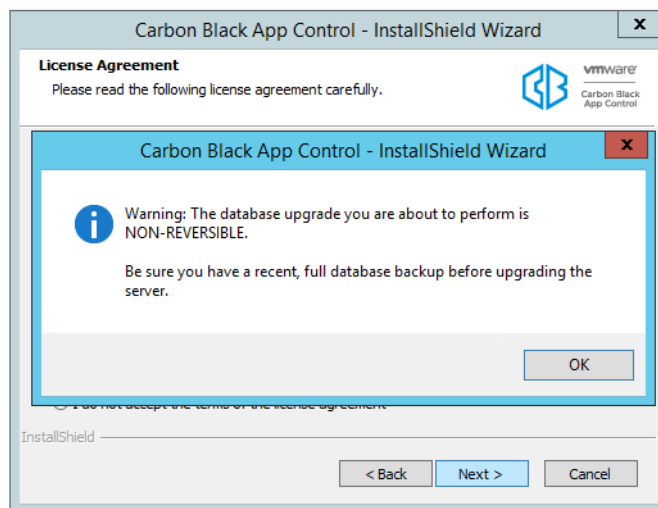 Carbon Black App Control - InstallShield Wizard
x
License Agreement
Please read the following license agreement carefully.
vmware
Carbon Black
App Control
Carbon Black App Control - InstallShield Wizard
x
Warning: The database upgrade you are about to perform is
NON-REVERSIBLE.
Be sure you have a recent, full database backup before upgrading the
server.
OK
I do not accept the terms of the license agreement
InstallShield
< Back
Next >
Cancel